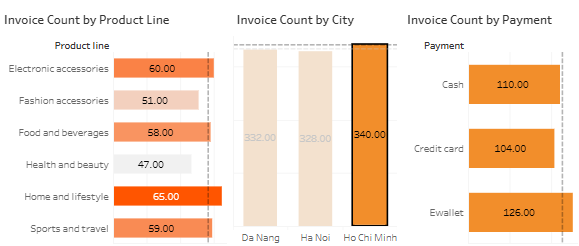 Invoice Count by Product Line
Product line
Electronic accessories 60.00
Fashion accessories 51.00
Food and beverages 58.00
Health and beauty 47.00
Home and lifestyle 65.00
Sports and travel 59.00
Invoice Count by City
332.00 328.00 340.00
Da Nang Ha Noi Ho Chi Minh
Invoice Count by Payment
Payment
Cash 110.00
Credit card 104.00
Ewallet 126.00